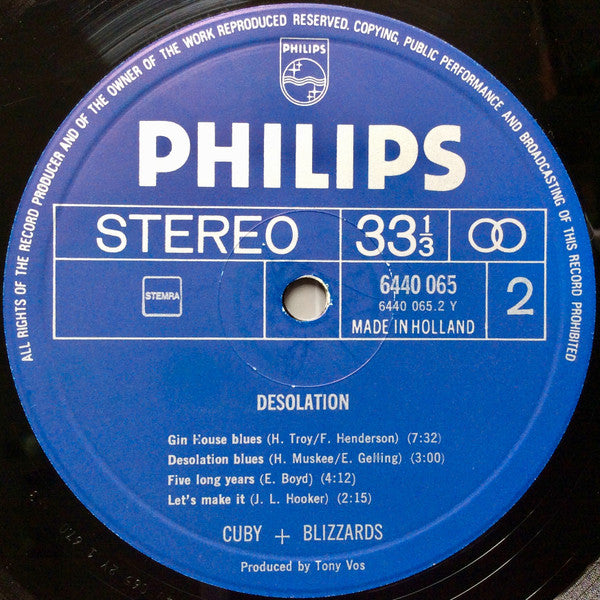 ALL RIGHTS OF THE RECORD PRODUCER AND OF THE OWNER OF THE WORK REPRODUCED RESERVED. COPYING, PUBLIC PERFORMANCE AND BROADCASTING OF THIS RECORD PROHIBITED
PHILIPS
PHILIPS
STEREO 33⅓
STEMRA
6440 065
6440 065.2 Y
MADE IN HOLLAND
2
DESOLATION
Gin House blues (H. Troy/F. Henderson) (7:32)
Desolation blues (H. Muskee/E. Gelling) (3:00)
Five long years (E. Boyd) (4:12)
Let's make it (J. L. Hooker) (2:15)
CUBY + BLIZZARDS
Produced by Tony Vos